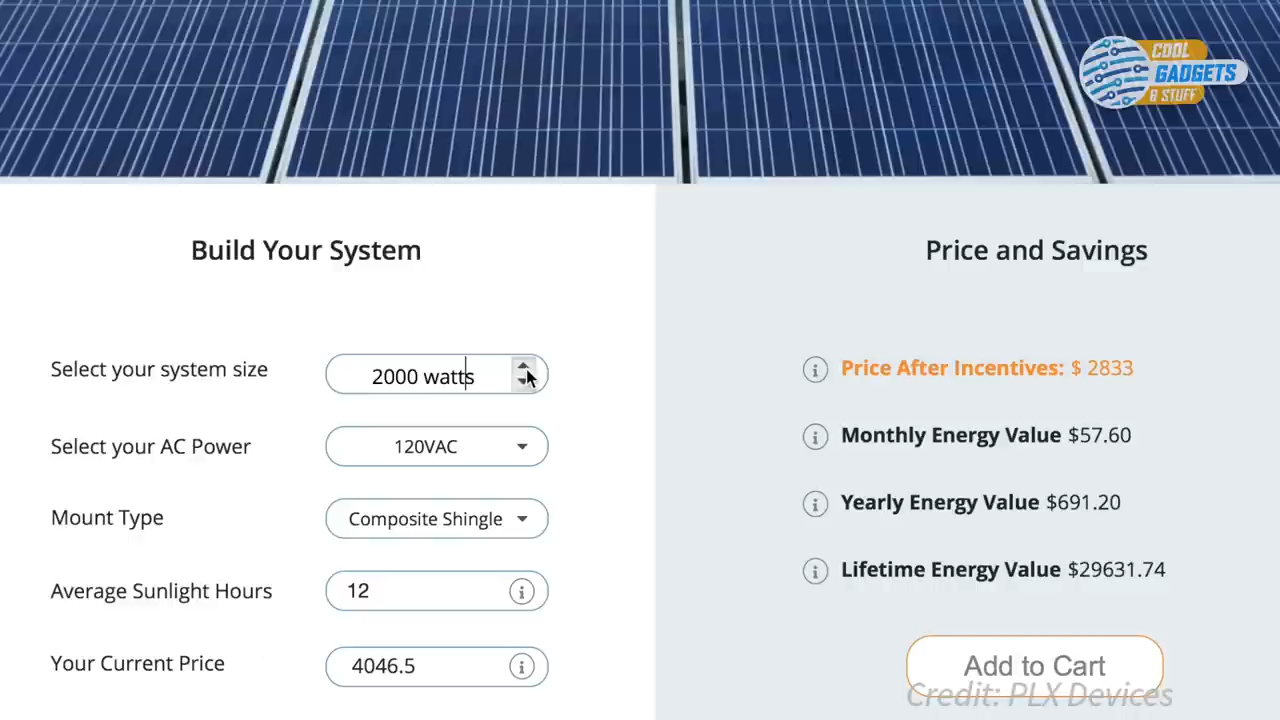 COOL
GADGETS
& STUFF
Build Your System
Price and Savings
Select your system size
2000 watts
Price After Incentives: $ 2833
Select your AC Power
120VAC
Monthly Energy Value $57.60
Mount Type
Composite Shingle
Yearly Energy Value $691.20
Average Sunlight Hours
12
Lifetime Energy Value $29631.74
Your Current Price
4046.5
Add to Cart
Credit: PLX Devices